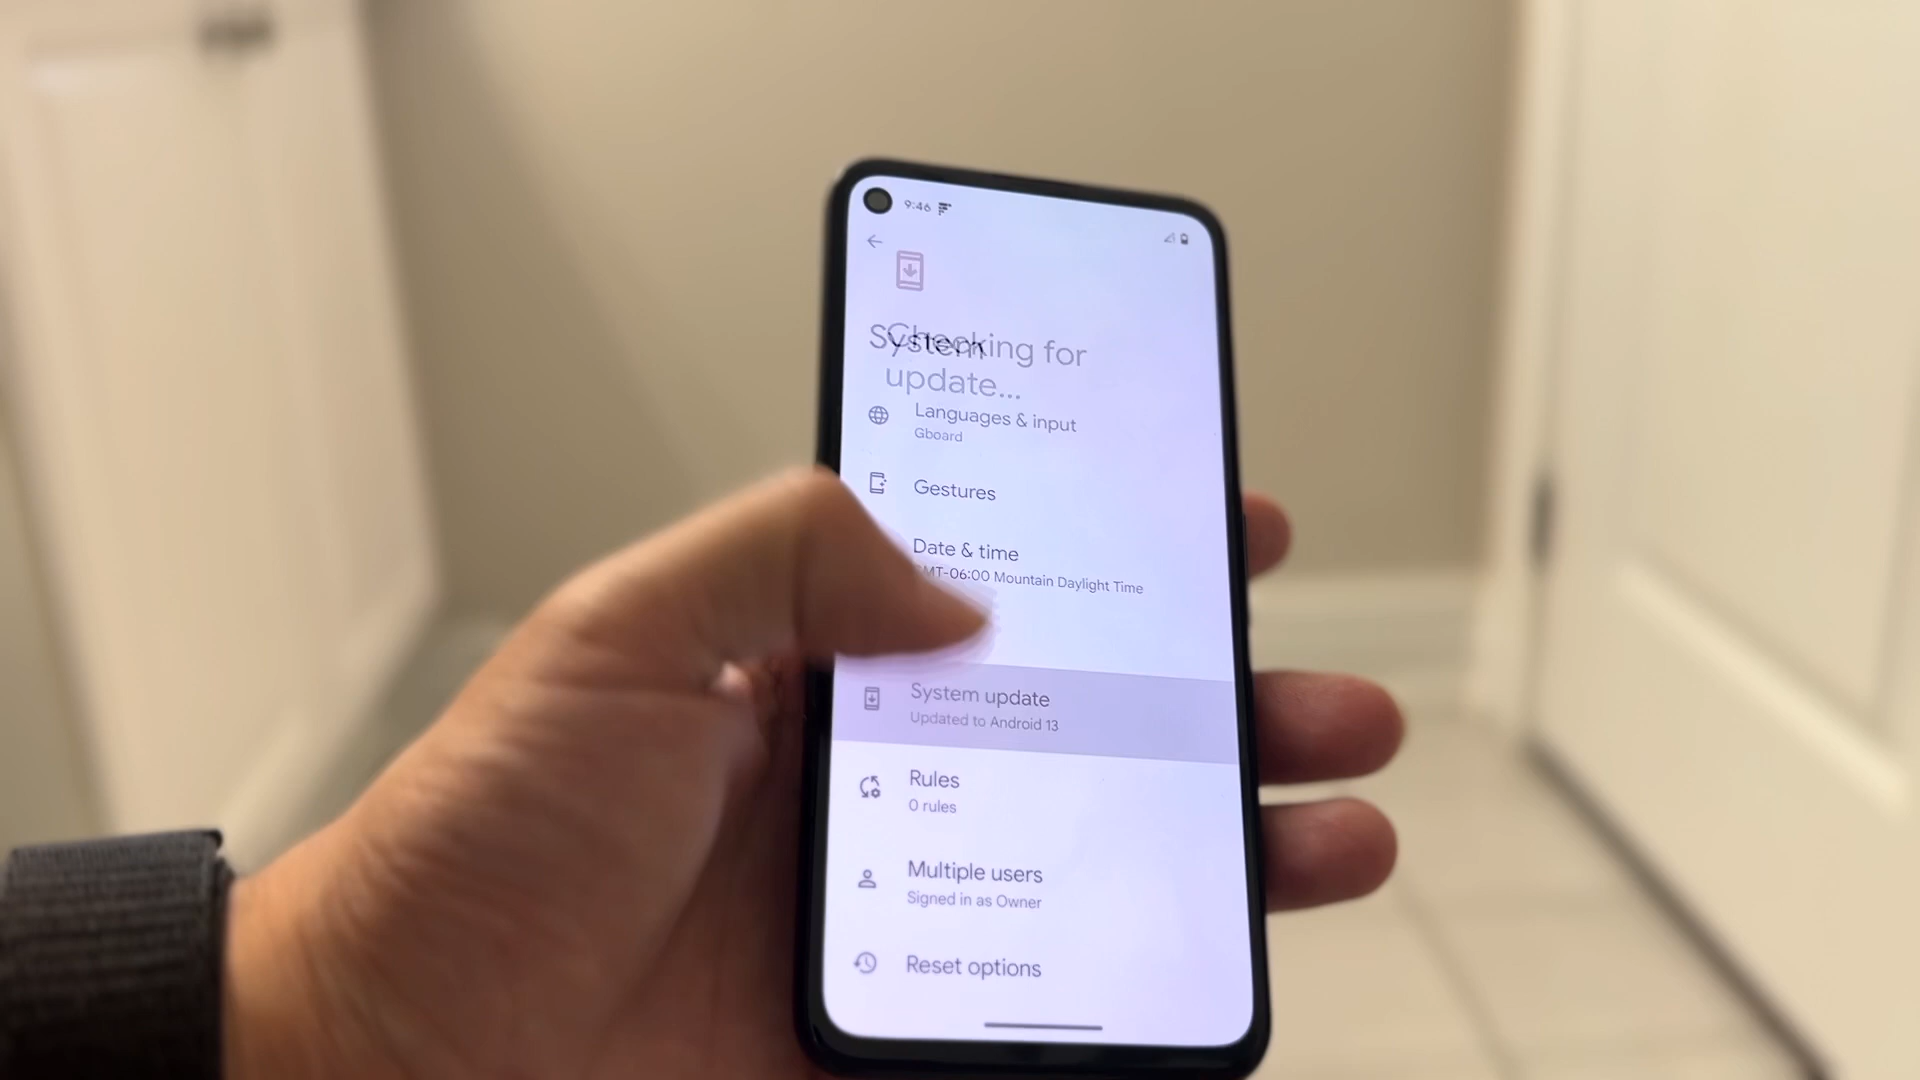 9:46
System
Checking for
update...
Languages & input
Gboard
Gestures
Date & time
MT-06:00 Mountain Daylight Time
System update
Updated to Android 13
Rules
0 rules
Multiple users
Signed in as Owner
Reset options